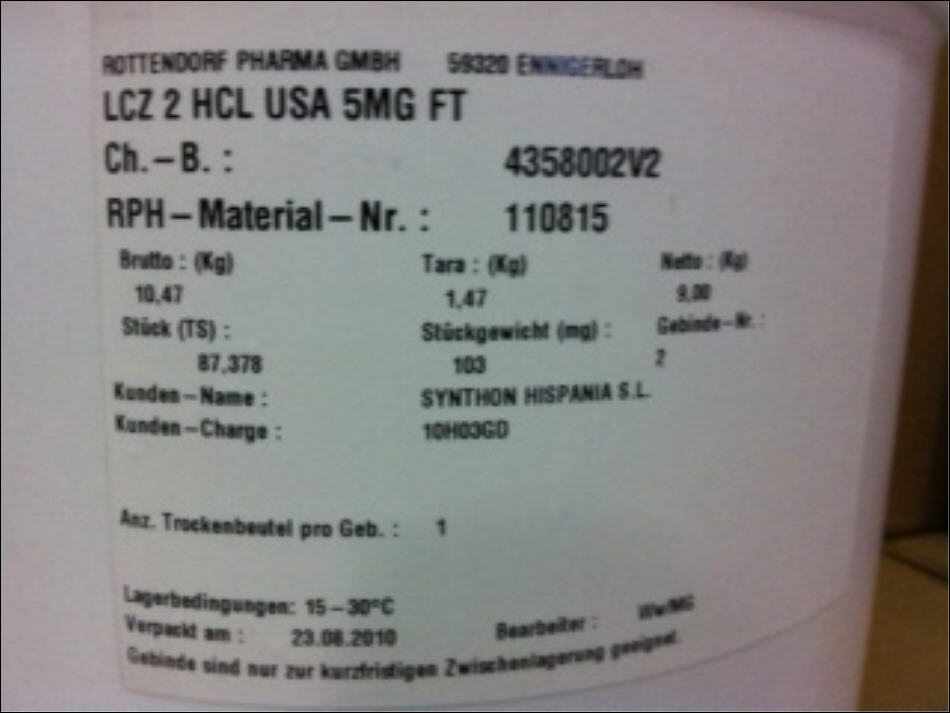 ROTTENDORF PHARMA GMBH 59320 ENNIGERLOH
LCZ 2 HCL USA 5MG FT
Ch.-B. : 4358002V2
RPH-Material-Nr. : 110815
Brutto : (Kg) Tara : (Kg) Netto : (Kg)
10,47 1,47 9,00
Stück (TS) : Stückgewicht (mg) : Gebinde-Nr. :
87,378 103 2
Kunden-Name : SYNTHON HISPANIA S.L.
Kunden-Charge : 10H03GD
Anz. Trockenbeutel pro Geb. : 1
Lagerbedingungen: 15-30°C
Verpackt am : 23.08.2010 Bearbeiter : Ww/MG
Gebinde sind nur zur kurzfristigen Zwischenlagerung geeignet.